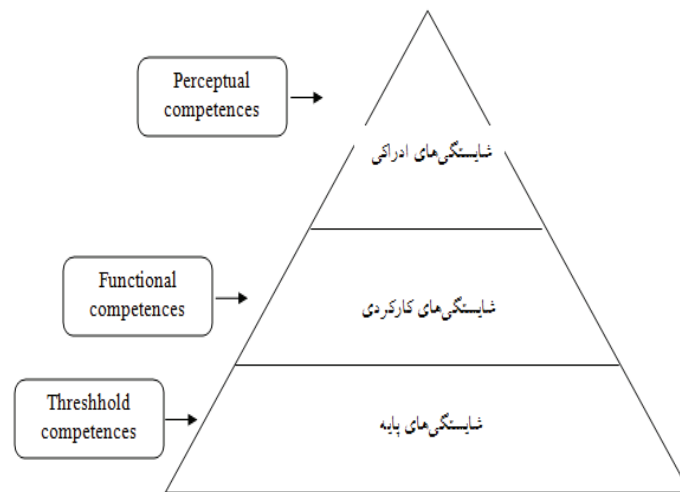 Perceptual
competences
شایستگی‌های ادراکی
Functional
competences
شایستگی‌های کارکردی
Threshhold
competences
شایستگی‌های پایه